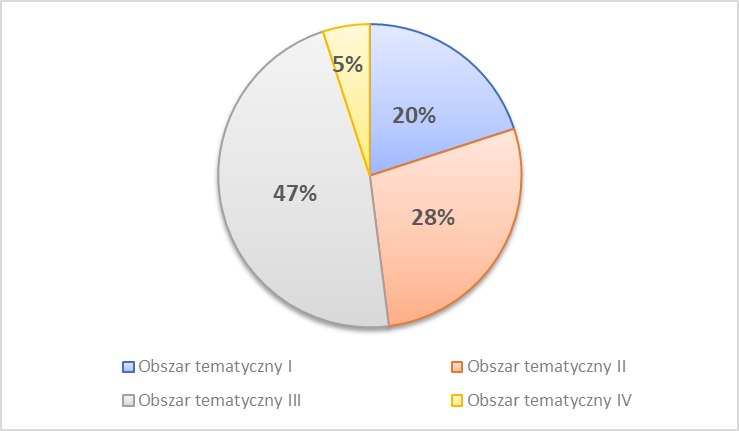 5%
20%
47%
28%
Obszar tematyczny I
Obszar tematyczny II
Obszar tematyczny III
Obszar tematyczny IV